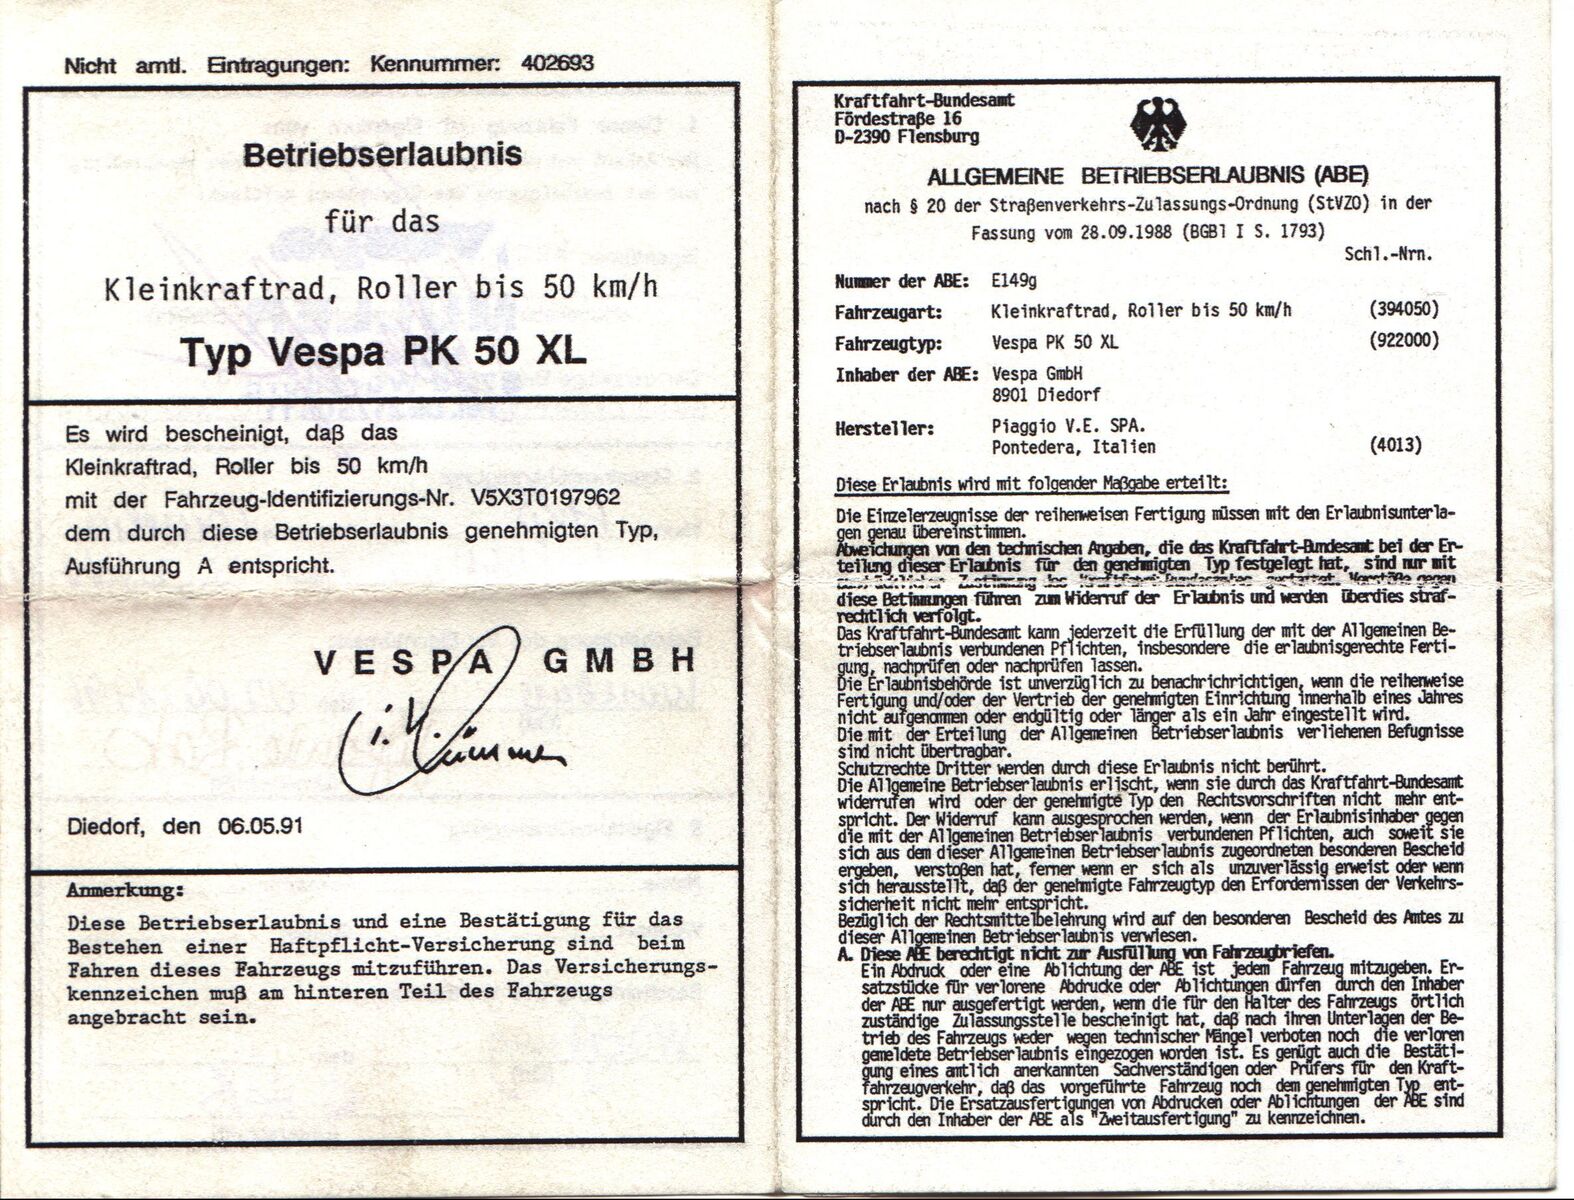 Nicht amtl. Eintragungen: Kennummer: 402693
Betriebserlaubnis
für das
Kleinkraftrad, Roller bis 50 km/h
Typ Vespa PK 50 XL
Es wird bescheinigt, daß das
Kleinkraftrad, Roller bis 50 km/h
mit der Fahrzeug-Identifizierungs-Nr. V5X3T0197962
dem durch diese Betriebserlaubnis genehmigten Typ,
Ausführung A entspricht.
VESPA GMBH
i.V.
Diedorf, den 06.05.91
Anmerkung:
Diese Betriebserlaubnis und eine Bestätigung für das
Bestehen einer Haftpflicht-Versicherung sind beim
Fahren dieses Fahrzeugs mitzuführen. Das Versicherungs-
kennzeichen muß am hinteren Teil des Fahrzeugs
angebracht sein.
Kraftfahrt-Bundesamt
Fördestraße 16
D-2390 Flensburg
ALLGEMEINE BETRIEBSERLAUBNIS (ABE)
nach § 20 der Straßenverkehrs-Zulassungs-Ordnung (StVZO) in der
Fassung vom 28.09.1988 (BGBl I S. 1793)
Schl.-Nrn.
Nummer der ABE: E149g
Fahrzeugart: Kleinkraftrad, Roller bis 50 km/h (394050)
Fahrzeugtyp: Vespa PK 50 XL (922000)
Inhaber der ABE: Vespa GmbH
8901 Diedorf
Hersteller: Piaggio V.E. SPA.
Pontedera, Italien (4013)
Diese Erlaubnis wird mit folgender Maßgabe erteilt:
Die Einzelerzeugnisse der reihenweisen Fertigung müssen mit den Erlaubnisunterla-
gen genau übereinstimmen.
Abweichungen von den technischen Angaben, die das Kraftfahrt-Bundesamt bei der Er-
teilung dieser Erlaubnis für den genehmigten Typ festgelegt hat, sind nur mit
ausdrücklicher Zustimmung des Kraftfahrt-Bundesamtes gestattet. Verstöße gegen
diese Betimmungen führen zum Widerruf der Erlaubnis und werden überdies straf-
rechtlich verfolgt.
Das Kraftfahrt-Bundesamt kann jederzeit die Erfüllung der mit der Allgemeinen Be-
triebserlaubnis verbundenen Pflichten, insbesondere die erlaubnisgerechte Ferti-
gung, nachprüfen oder nachprüfen lassen.
Die Erlaubnisbehörde ist unverzüglich zu benachrichrichtigen, wenn die reihenweise
Fertigung und/oder der Vertrieb der genehmigten Einrichtung innerhalb eines Jahres
nicht aufgenommen oder endgültig oder länger als ein Jahr eingestellt wird.
Die mit der Erteilung der Allgemeinen Betriebserlaubnis verliehenen Befugnisse
sind nicht übertragbar.
Schutzrechte Dritter werden durch diese Erlaubnis nicht berührt.
Die Allgemeine Betriebserlaubnis erlischt, wenn sie durch das Kraftfahrt-Bundesamt
widerrufen wird oder der genehmigte Typ den Rechtsvorschriften nicht mehr ent-
spricht. Der Widerruf kann ausgesprochen werden, wenn der Erlaubnisinhaber gegen
die mit der Allgemeinen Betriebserlaubnis verbundenen Pflichten, auch soweit sie
sich aus dem dieser Allgemeinen Betriebserlaubnis zugeordneten besonderen Bescheid
ergeben, verstoßen hat, ferner wenn er sich als unzuverlässig erweist oder wenn
sich herausstellt, daß der genehmigte Fahrzeugtyp den Erfordernissen der Verkehrs-
sicherheit nicht mehr entspricht.
Bezüglich der Rechtsmittelbelehrung wird auf den besonderen Bescheid des Amtes zu
dieser Allgemeinen Betriebserlaubnis verwiesen.
A. Diese ABE berechtigt nicht zur Ausfüllung von Fahrzeugbriefen.
Ein Abdruck oder eine Ablichtung der ABE ist jedem Fahrzeug mitzugeben. Er-
satzstücke für verlorene Abdrucke oder Ablichtungen dürfen durch den Inhaber
der ABE nur ausgefertigt werden, wenn die für den Halter des Fahrzeugs örtlich
zuständige Zulassungsstelle bescheinigt hat, daß nach ihren Unterlagen der Be-
trieb des Fahrzeugs weder wegen technischer Mängel verboten noch die verloren
gemeldete Betriebserlaubnis eingezogen worden ist. Es genügt auch die Bestäti-
gung eines amtlich anerkannten Sachverständigen oder Prüfers für den Kraft-
fahrzeugverkehr, daß das vorgeführte Fahrzeug noch dem genehmigten Typ ent-
spricht. Die Ersatzausfertigungen von Abdrucken oder Ablichtungen der ABE sind
durch den Inhaber der ABE als "Zweitausfertigung" zu kennzeichnen.